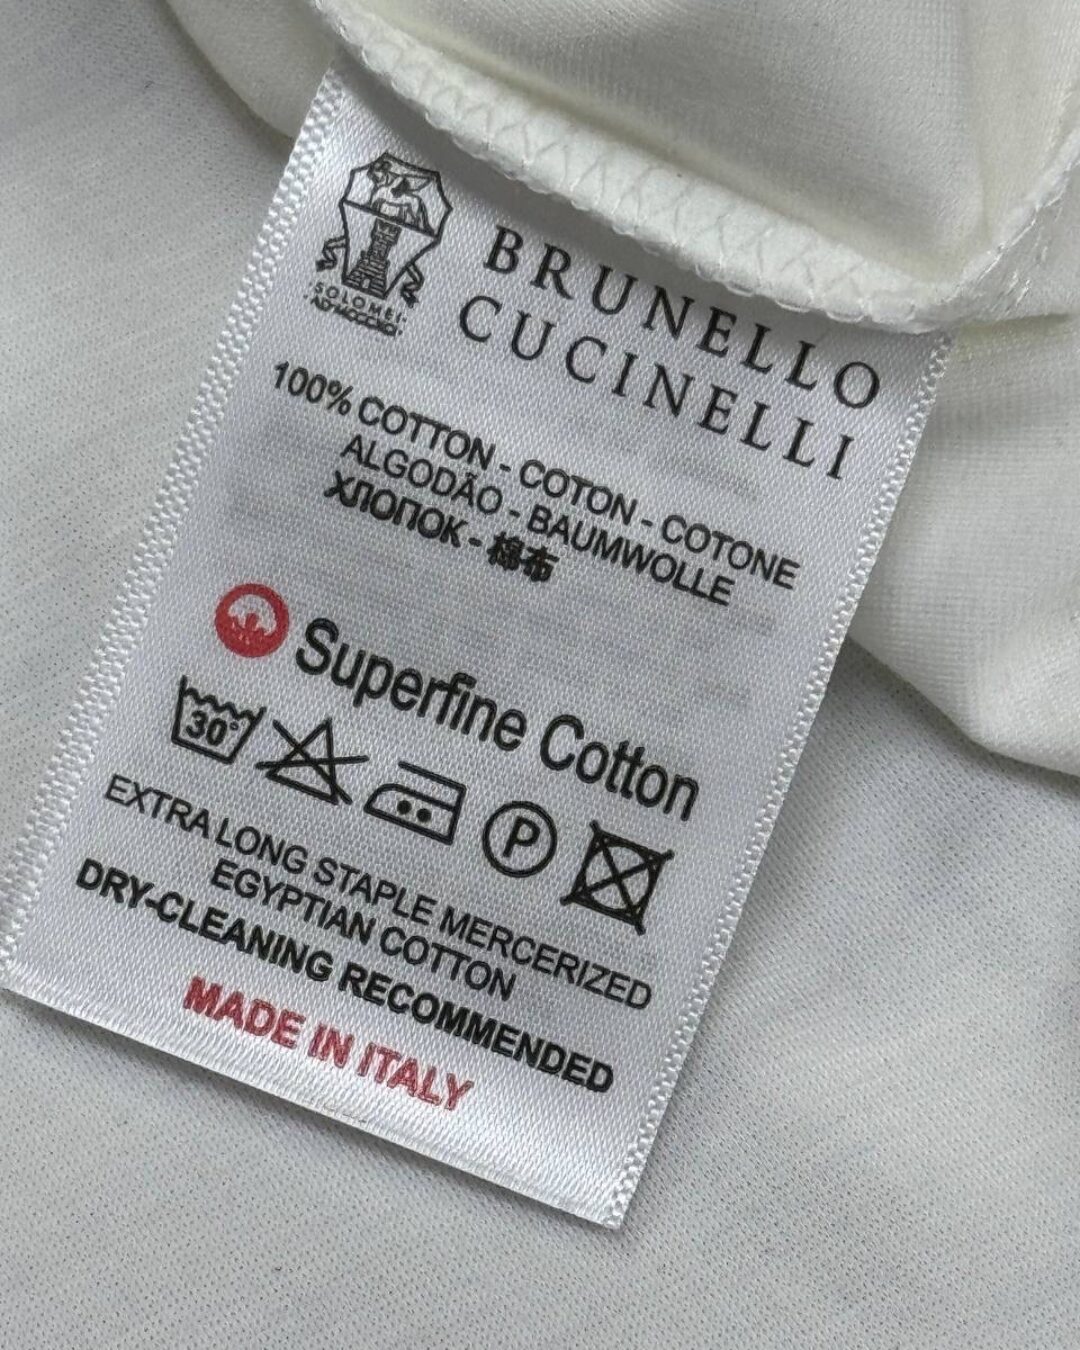 SOLOMEI
BRUNELLO
CUCINELLI
100% COTTON - COTON - COTONE
ALGODÃO - BAUMWOLLE
ХЛОПОК - 棉布
Superfine Cotton
30°
P
EXTRA LONG STAPLE MERCERIZED
EGYPTIAN COTTON
DRY-CLEANING RECOMMENDED
MADE IN ITALY